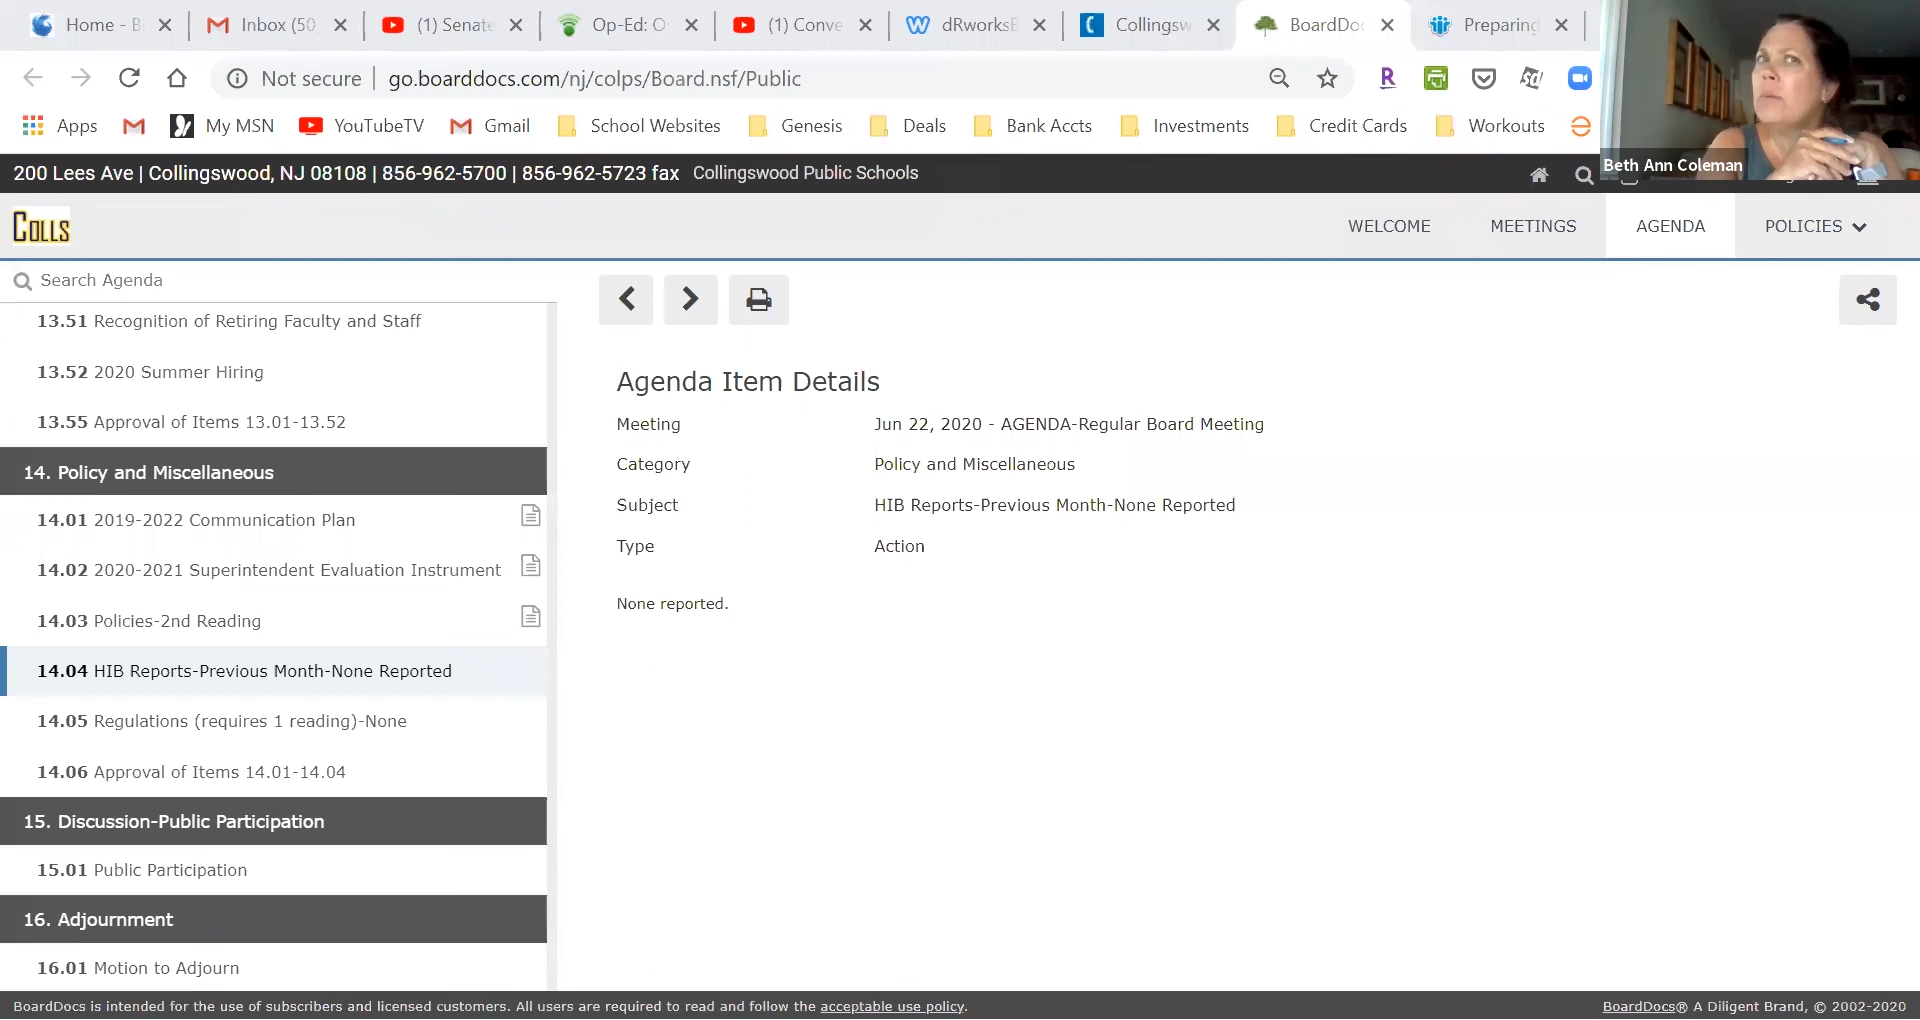 Home - B
Inbox (50
(1) Senate
Op-Ed: O
(1) Conve
dRworksB
Collingsw
BoardDoc
Preparing
Not secure | go.boarddocs.com/nj/colps/Board.nsf/Public
Apps My MSN YouTubeTV Gmail School Websites Genesis Deals Bank Accts Investments Credit Cards Workouts
Beth Ann Coleman
200 Lees Ave | Collingswood, NJ 08108 | 856-962-5700 | 856-962-5723 fax Collingswood Public Schools
COLLS
WELCOME MEETINGS AGENDA POLICIES
Search Agenda
13.51 Recognition of Retiring Faculty and Staff
13.52 2020 Summer Hiring
13.55 Approval of Items 13.01-13.52
14. Policy and Miscellaneous
14.01 2019-2022 Communication Plan
14.02 2020-2021 Superintendent Evaluation Instrument
14.03 Policies-2nd Reading
14.04 HIB Reports-Previous Month-None Reported
14.05 Regulations (requires 1 reading)-None
14.06 Approval of Items 14.01-14.04
15. Discussion-Public Participation
15.01 Public Participation
16. Adjournment
16.01 Motion to Adjourn
Agenda Item Details
Meeting Jun 22, 2020 - AGENDA-Regular Board Meeting
Category Policy and Miscellaneous
Subject HIB Reports-Previous Month-None Reported
Type Action
None reported.
BoardDocs is intended for the use of subscribers and licensed customers. All users are required to read and follow the acceptable use policy.
BoardDocs® A Diligent Brand, © 2002-2020